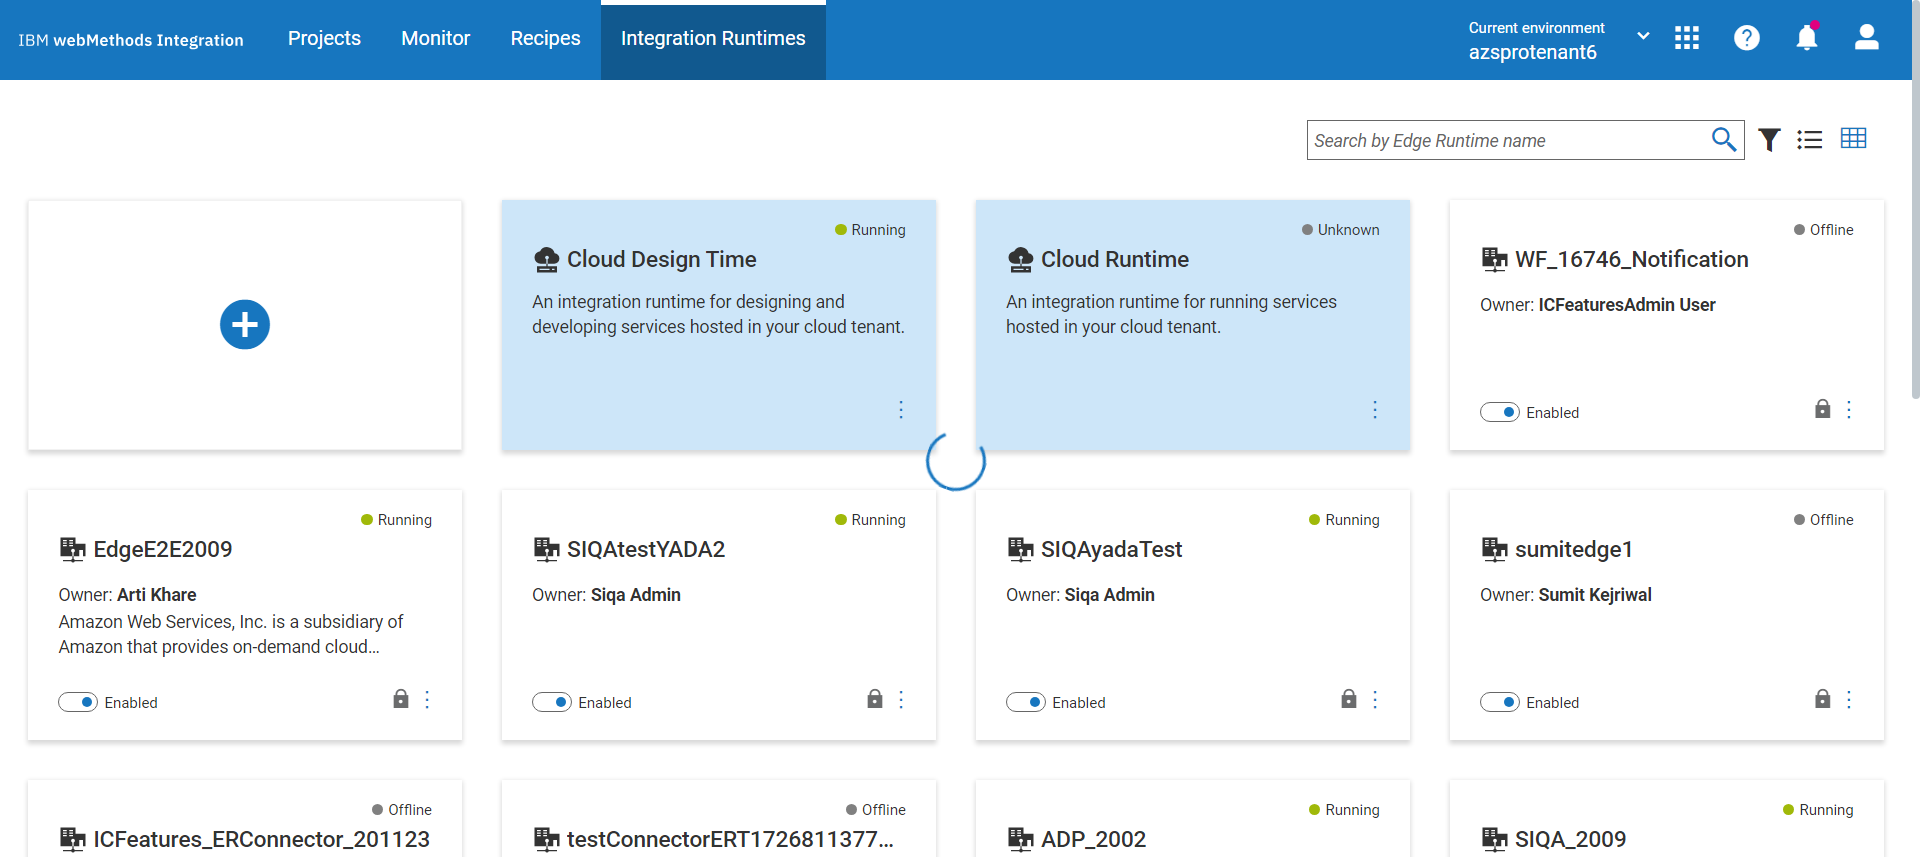 IBM webMethods Integration
Projects
Monitor
Recipes
Integration Runtimes
Current environment
azsprotenant6
Search by Edge Runtime name
Running
Cloud Design Time
An integration runtime for designing and
developing services hosted in your cloud tenant.
Unknown
Cloud Runtime
An integration runtime for running services
hosted in your cloud tenant.
Offline
WF_16746_Notification
Owner: ICFeaturesAdmin User
Enabled
Running
EdgeE2E2009
Owner: Arti Khare
Amazon Web Services, Inc. is a subsidiary of
Amazon that provides on-demand cloud...
Enabled
Running
SIQAtestYADA2
Owner: Siqa Admin
Enabled
Running
SIQAyadaTest
Owner: Siqa Admin
Enabled
Offline
sumitedge1
Owner: Sumit Kejriwal
Enabled
Offline
ICFeatures_ERConnector_201123
Offline
testConnectorERT1726811377...
Running
ADP_2002
Running
SIQA_2009